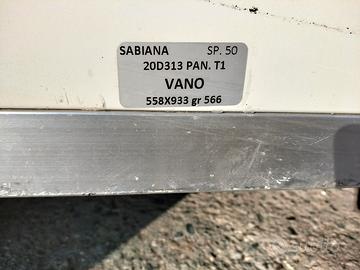 SABIANA SP. 50
20D313 PAN. T1
VANO
558X933 gr 566